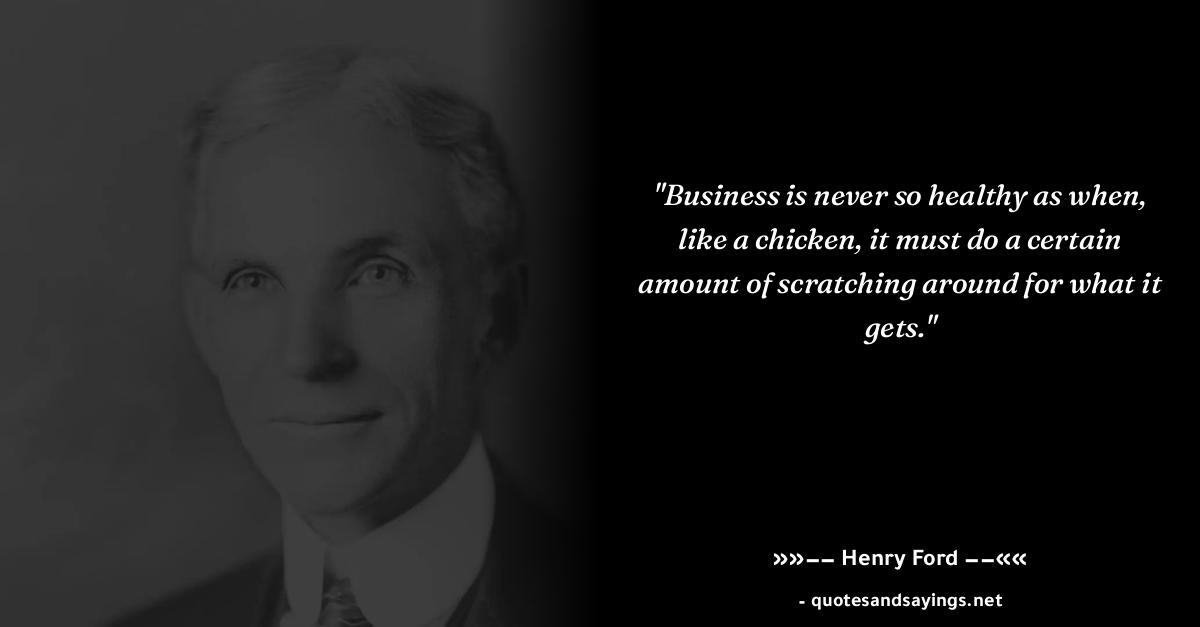 "Business is never so healthy as when,
like a chicken, it must do a certain
amount of scratching around for what it
gets."
»»−− Henry Ford −−««
- quotesandsayings.net